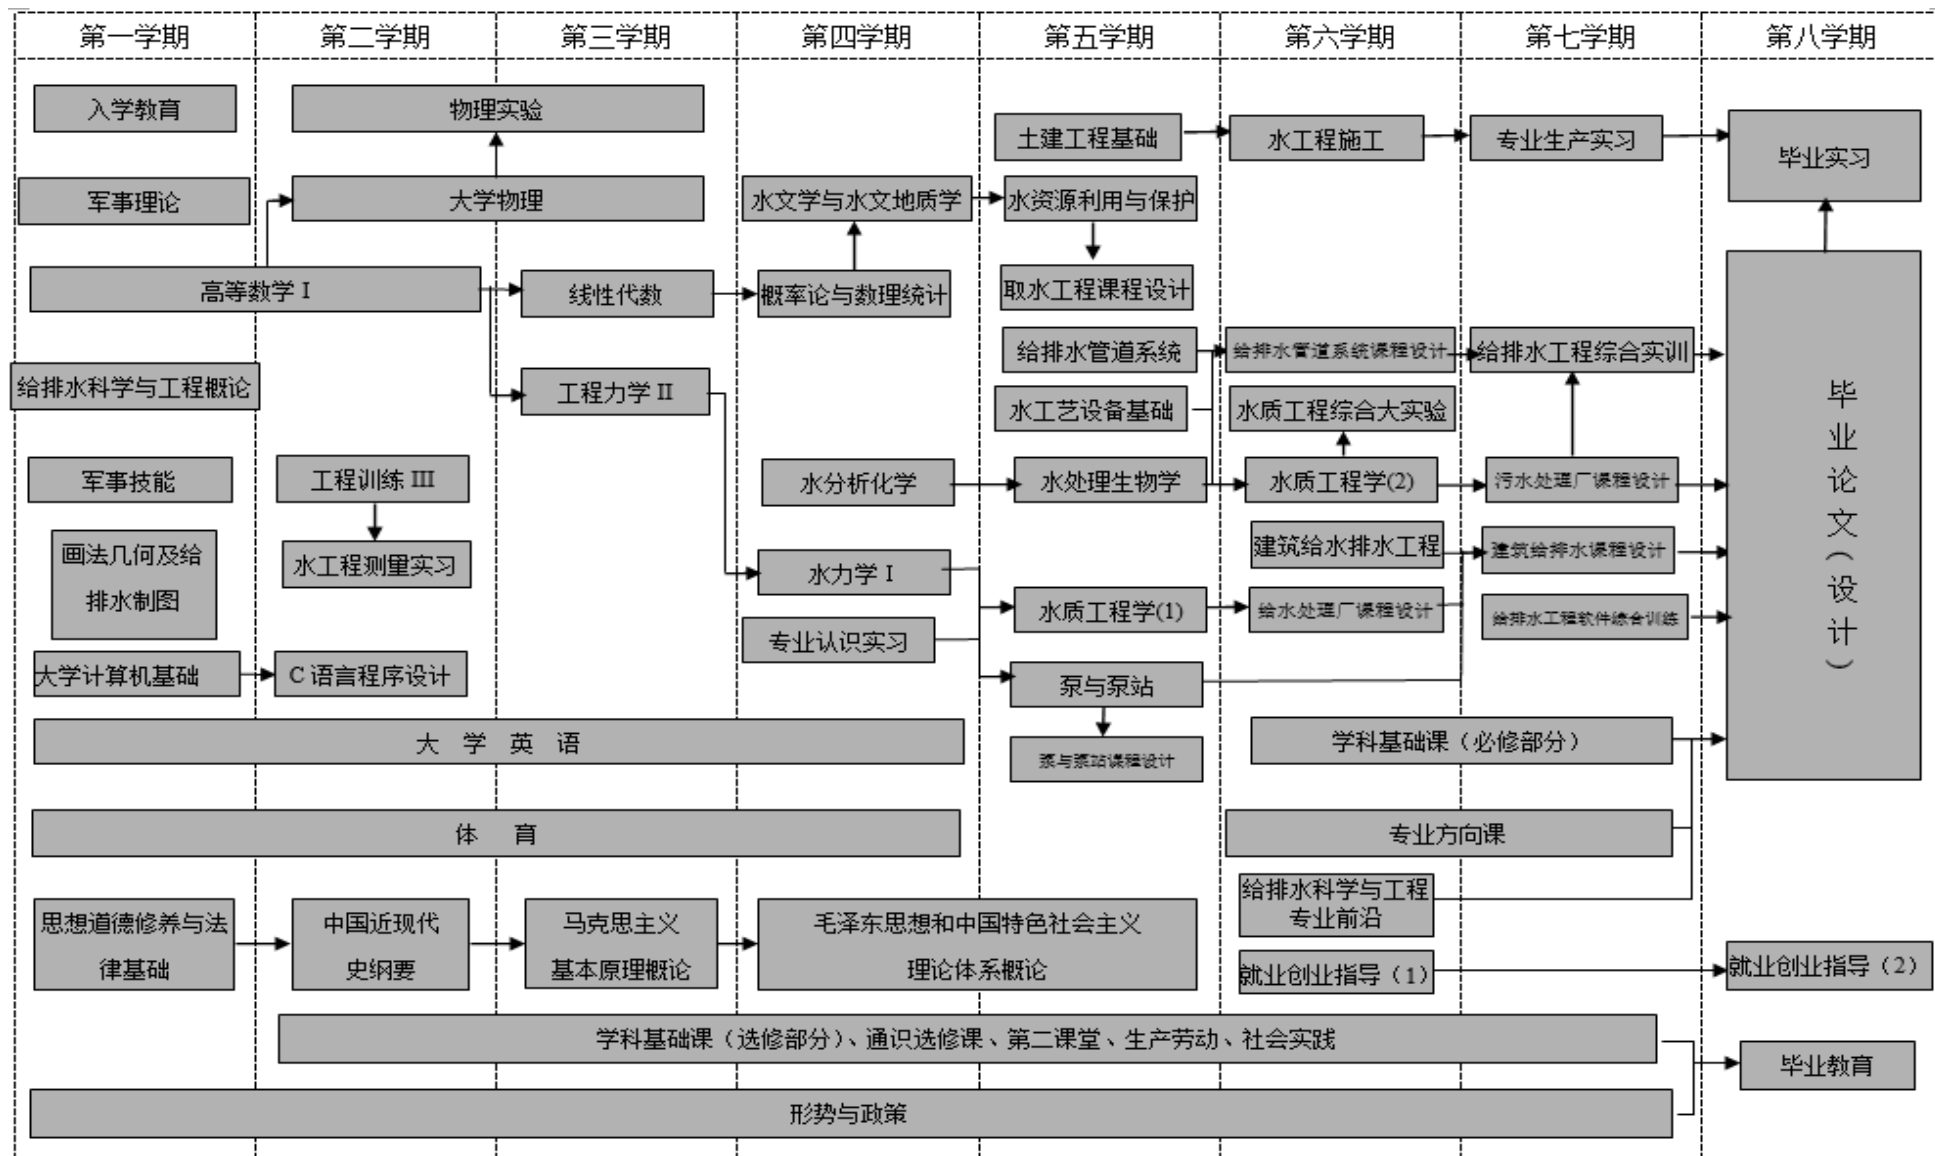 第一学期
第二学期
第三学期
第四学期
第五学期
第六学期
第七学期
第八学期
入学教育
物理实验
土建工程基础
水工程施工
专业生产实习
毕业实习
军事理论
大学物理
水文学与水文地质学
水资源利用与保护
高等数学 I
线性代数
概率论与数理统计
取水工程课程设计
给排水管道系统
给排水管道系统课程设计
给排水工程综合实训
给排水科学与工程概论
工程力学 II
水工艺设备基础
水质工程综合大实验
毕业论文(设计)
军事技能
工程训练 III
水分析化学
水处理生物学
水质工程学(2)
污水处理厂课程设计
画法几何及给
排水制图
水工程测量实习
水力学 I
建筑给水排水工程
建筑给排水课程设计
水质工程学(1)
给水处理厂课程设计
给排水工程软件综合训练
专业认识实习
大学计算机基础
C 语言程序设计
泵与泵站
大 学 英 语
泵与泵站课程设计
学科基础课（必修部分）
体 育
专业方向课
思想道德修养与法
律基础
中国近现代
史纲要
马克思主义
基本原理概论
毛泽东思想和中国特色社会主义
理论体系概论
给排水科学与工程
专业前沿
就业创业指导（1）
就业创业指导（2）
学科基础课（选修部分）、通识选修课、第二课堂、生产劳动、社会实践
毕业教育
形势与政策